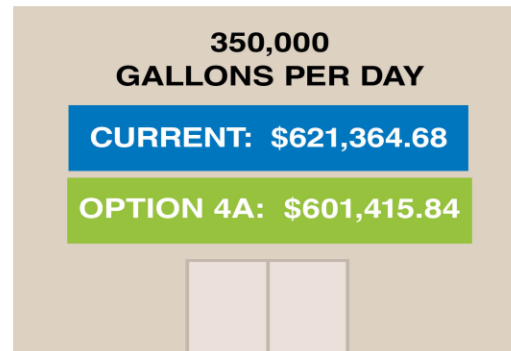 350,000
GALLONS PER DAY
CURRENT: $621,364.68
OPTION 4A: $601,415.84